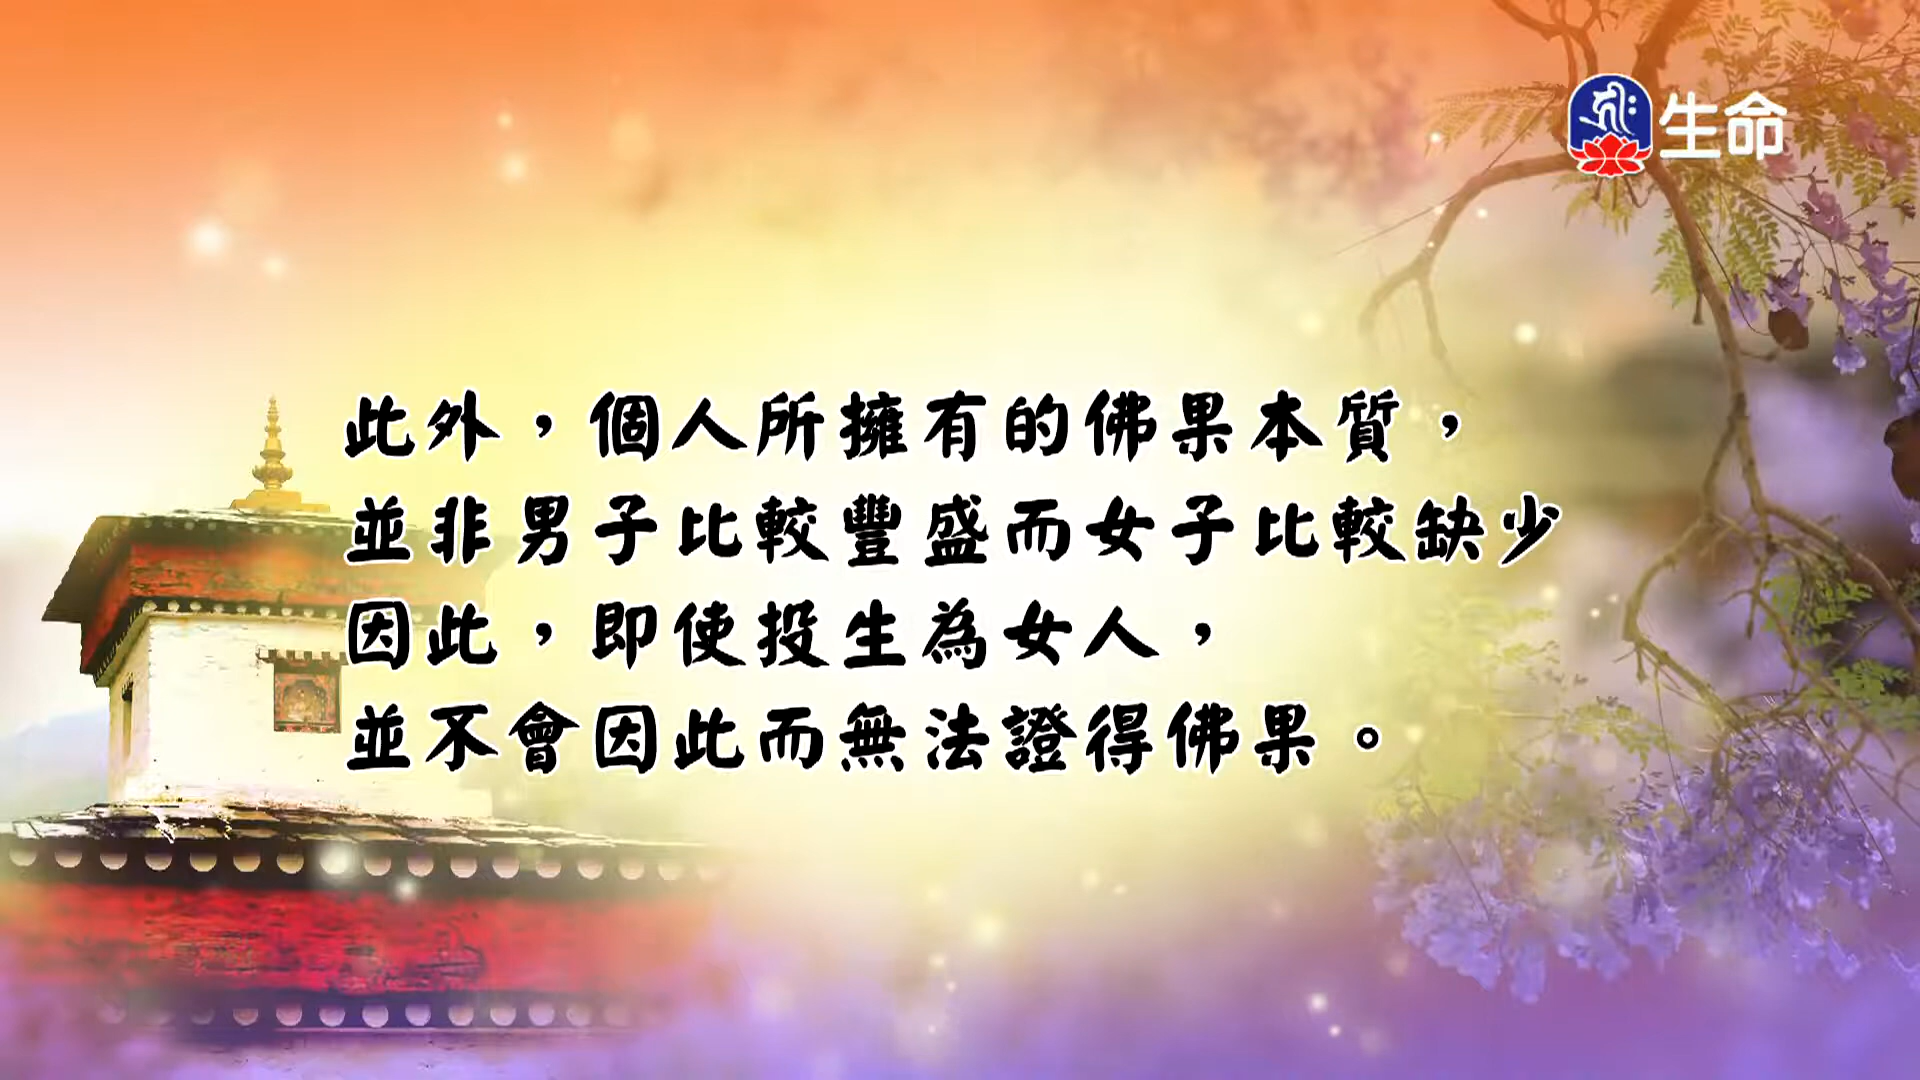 生命
此外，個人所擁有的佛果本質，
並非男子比較豐盛而女子比較缺少
因此，即使投生為女人，
並不會因此而無法證得佛果。